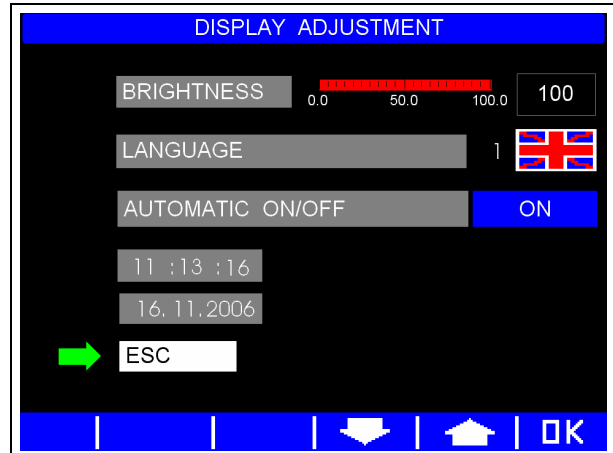 DISPLAY ADJUSTMENT
BRIGHTNESS 0.0 50.0 100.0 100
LANGUAGE 1
AUTOMATIC ON/OFF ON
11 :13 :16
16. 11.2006
ESC
OK